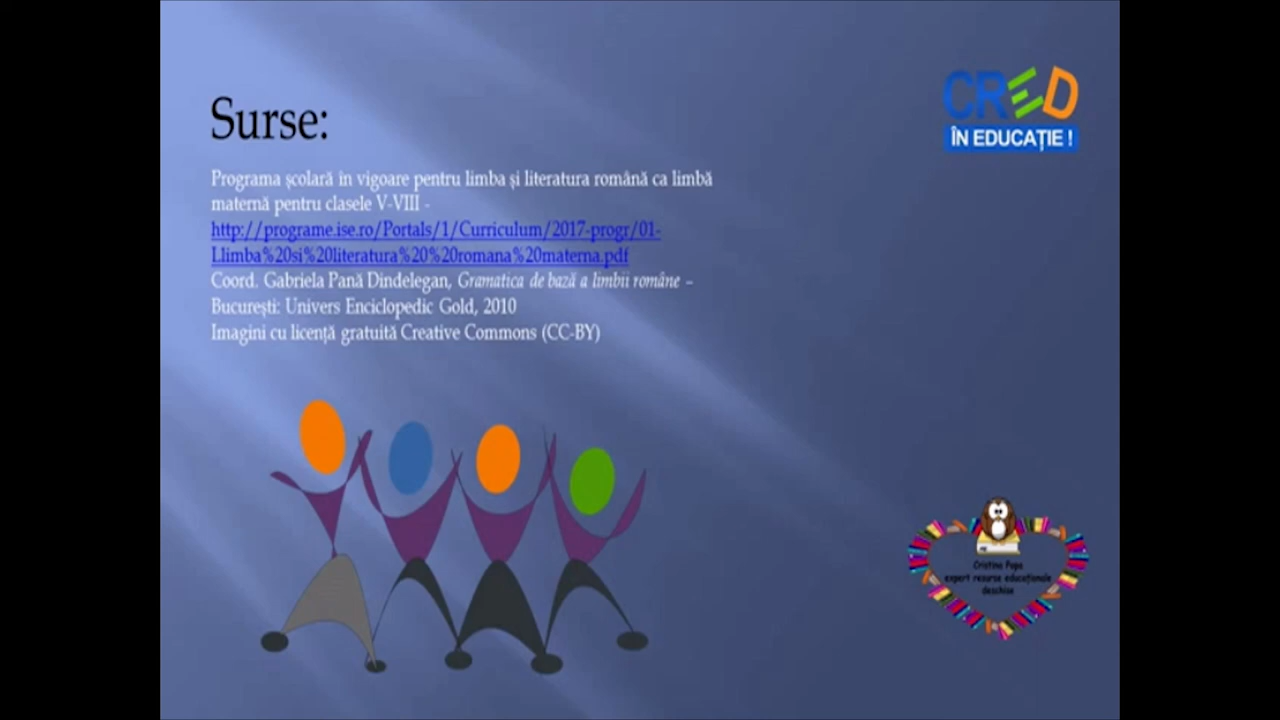 Surse:
Programa școlară în vigoare pentru limba și literatura română ca limbă
maternă pentru clasele V-VIII -
http://programe.ise.ro/Portals/1/Curriculum/2017-progr/01-
Llimba%20si%20literatura%20%20romana%20materna.pdf
Coord. Gabriela Pană Dindelegan, Gramatica de bază a limbii române –
București: Univers Enciclopedic Gold, 2010
Imagini cu licență gratuită Creative Commons (CC-BY)
CRED
ÎN EDUCAȚIE !
Cristina Popa
expert resurse educaționale
deschise